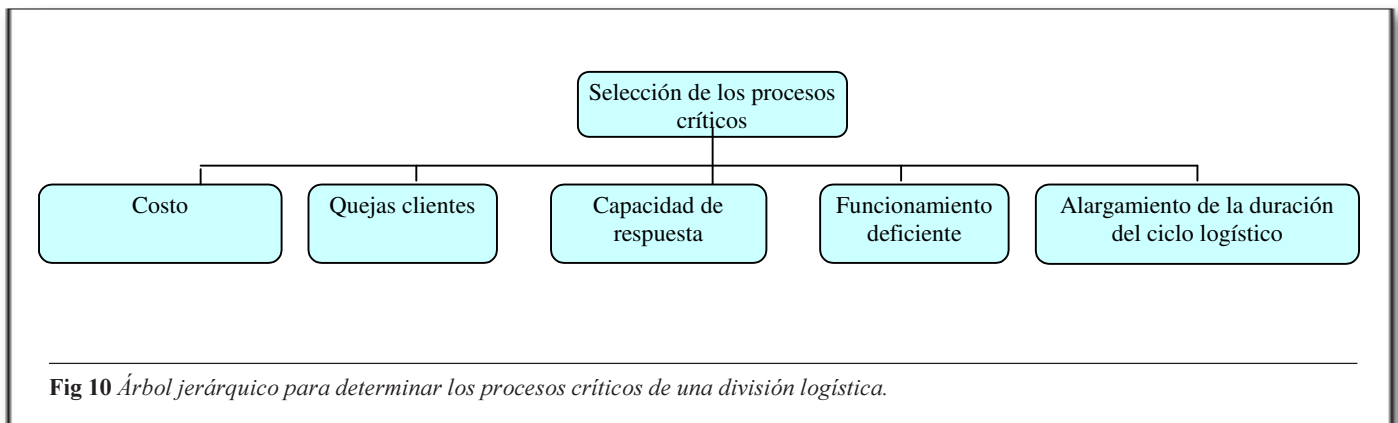 Selección de los procesos
críticos
Costo
Quejas clientes
Capacidad de
respuesta
Funcionamiento
deficiente
Alargamiento de la duración
del ciclo logístico
Fig 10 Árbol jerárquico para determinar los procesos críticos de una división logística.